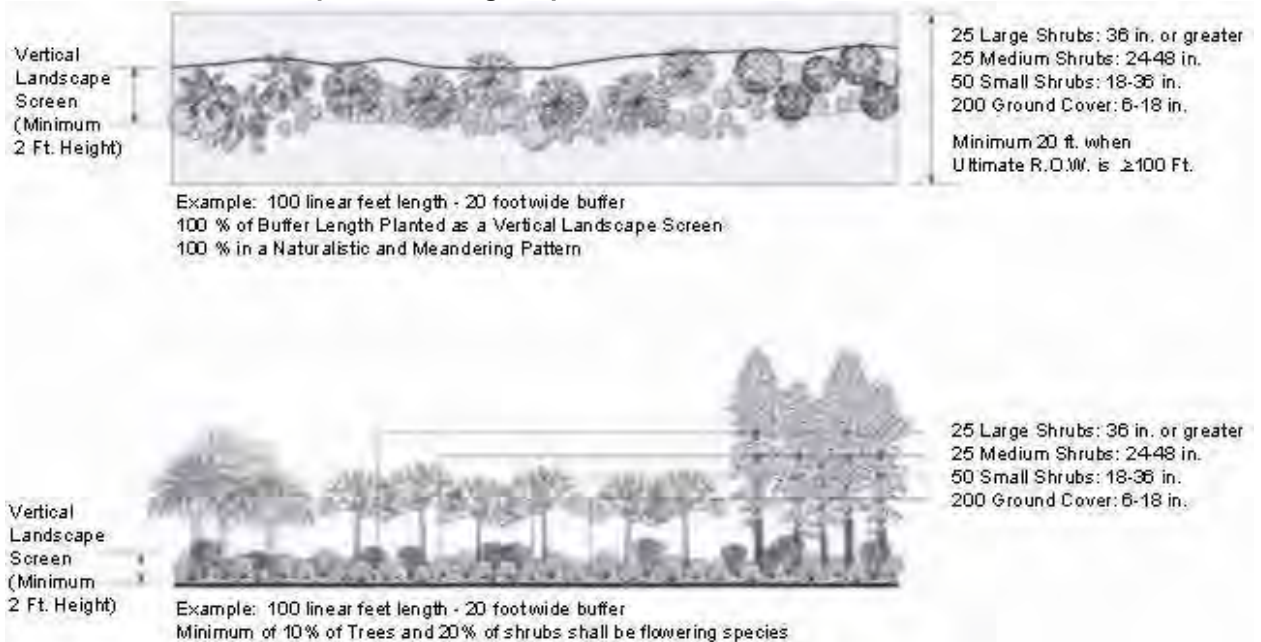 Vertical
Landscape
Screen
(Minimum
2 Ft. Height)
25 Large Shrubs: 36 in. or greater
25 Medium Shrubs: 24-48 in.
50 Small Shrubs: 18-36 in.
200 Ground Cover: 6-18 in.
Minimum 20 ft. when
Ultimate R.O.W. is ≥100 Ft.
Example: 100 linear feet length - 20 footwide buffer
100 % of Buffer Length Planted as a Vertical Landscape Screen
100 % in a Naturalistic and Meandering Pattern
25 Large Shrubs: 36 in. or greater
25 Medium Shrubs: 24-48 in.
50 Small Shrubs: 18-36 in.
200 Ground Cover: 6-18 in.
Vertical
Landscape
Screen
(Minimum
2 Ft. Height)
Example: 100 linear feet length - 20 footwide buffer
Minimum of 10% of Trees and 20% of shrubs shall be flowering species